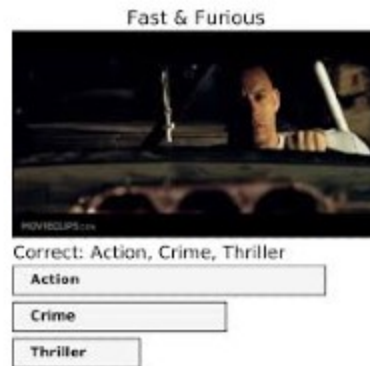 Fast & Furious
MOVIECLIPS.COM
Correct: Action, Crime, Thriller
Action
Crime
Thriller